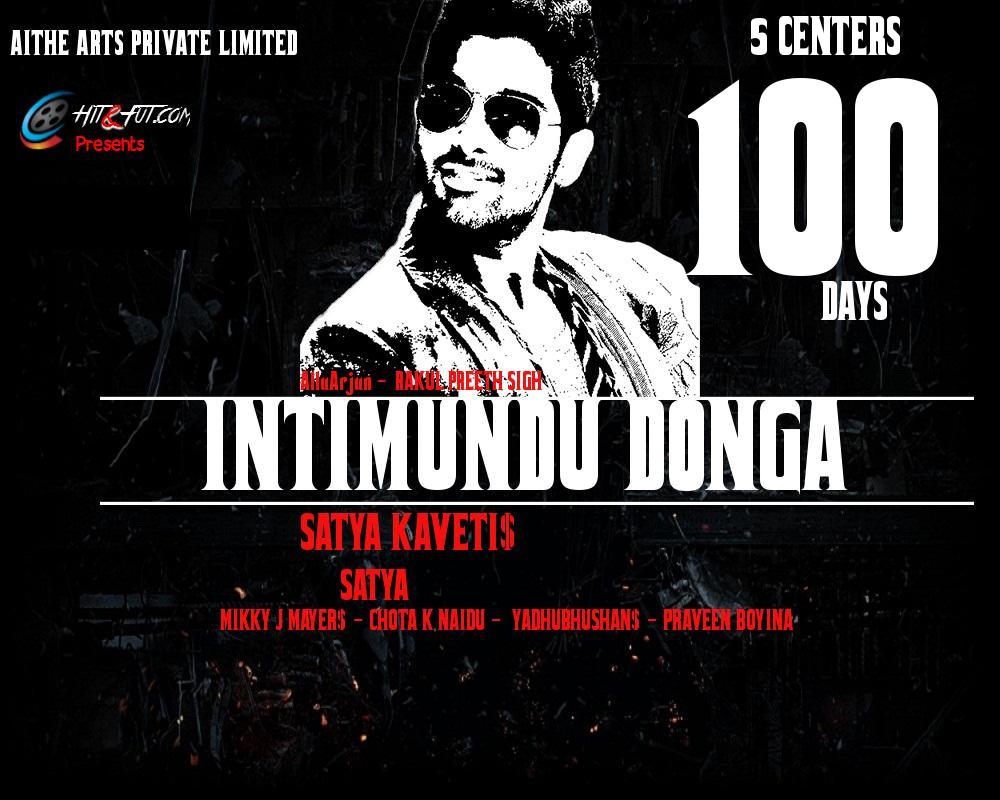 AITHE ARTS PRIVATE LIMITED
HIT&FUT.COM
Presents
5 CENTERS
100
DAYS
AlluArjun - RAKUL PREETH SIGH
INTIMUNDU DONGA
SATYA KAVETI$
SATYA
MIKKY J MAYER$ - CHOTA K.NAIDU - YADHUBHUSHAN$ - PRAVEEN BOYINA